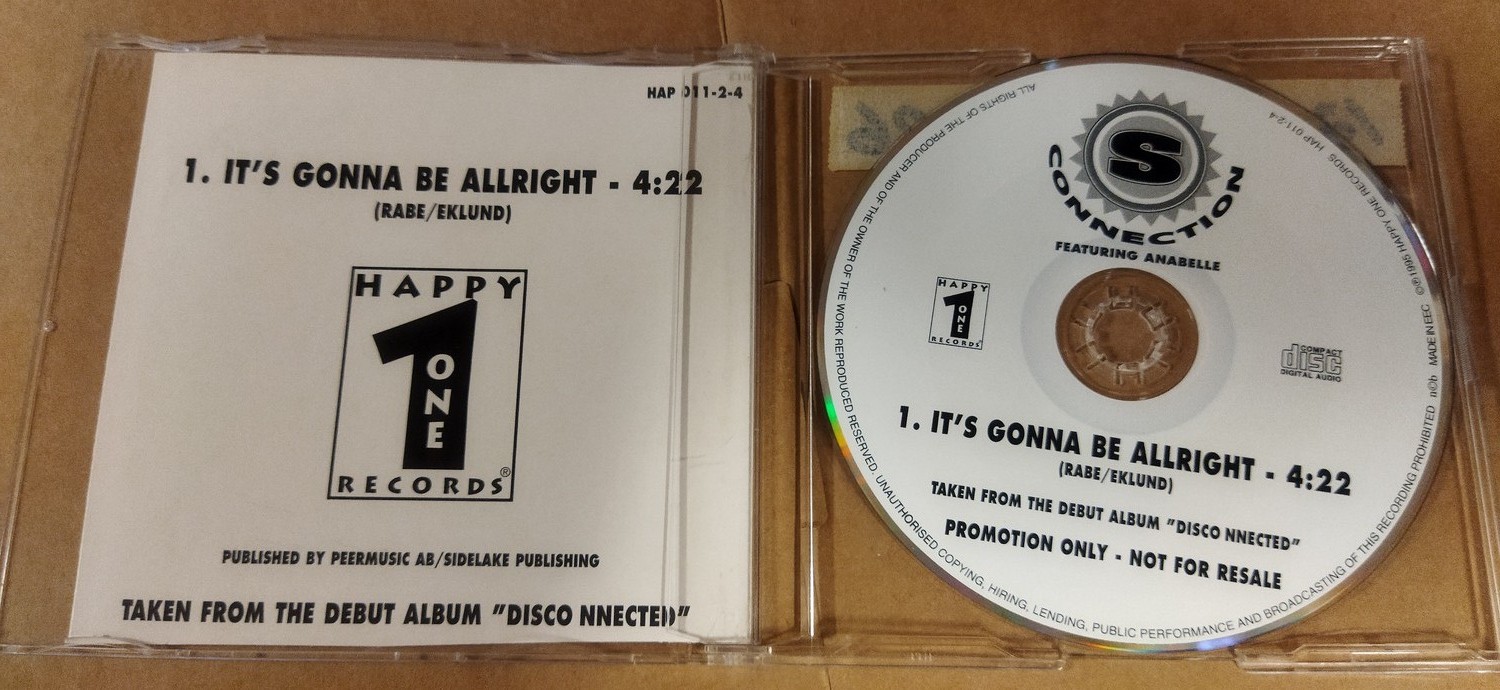 HAP 011-2-4
1. IT'S GONNA BE ALLRIGHT - 4:22
(RABE/EKLUND)
HAPPY
1
ONE
RECORDS®
PUBLISHED BY PEERMUSIC AB/SIDELAKE PUBLISHING
TAKEN FROM THE DEBUT ALBUM "DISCO NNECTED"
ALL RIGHTS OF THE PRODUCER AND OF THE OWNER OF THE WORK REPRODUCED RESERVED. UNAUTHORISED COPYING, HIRING, LENDING, PUBLIC PERFORMANCE AND BROADCASTING OF THIS RECORDING PROHIBITED n©b MADE IN EEC ©℗1995 HAPPY ONE RECORDS HAP 011-2-4
S
CONNECTION
FEATURING ANABELLE
HAPPY
1
ONE
RECORDS®
COMPACT
disc
DIGITAL AUDIO
1. IT'S GONNA BE ALLRIGHT - 4:22
(RABE/EKLUND)
TAKEN FROM THE DEBUT ALBUM "DISCO NNECTED"
PROMOTION ONLY - NOT FOR RESALE